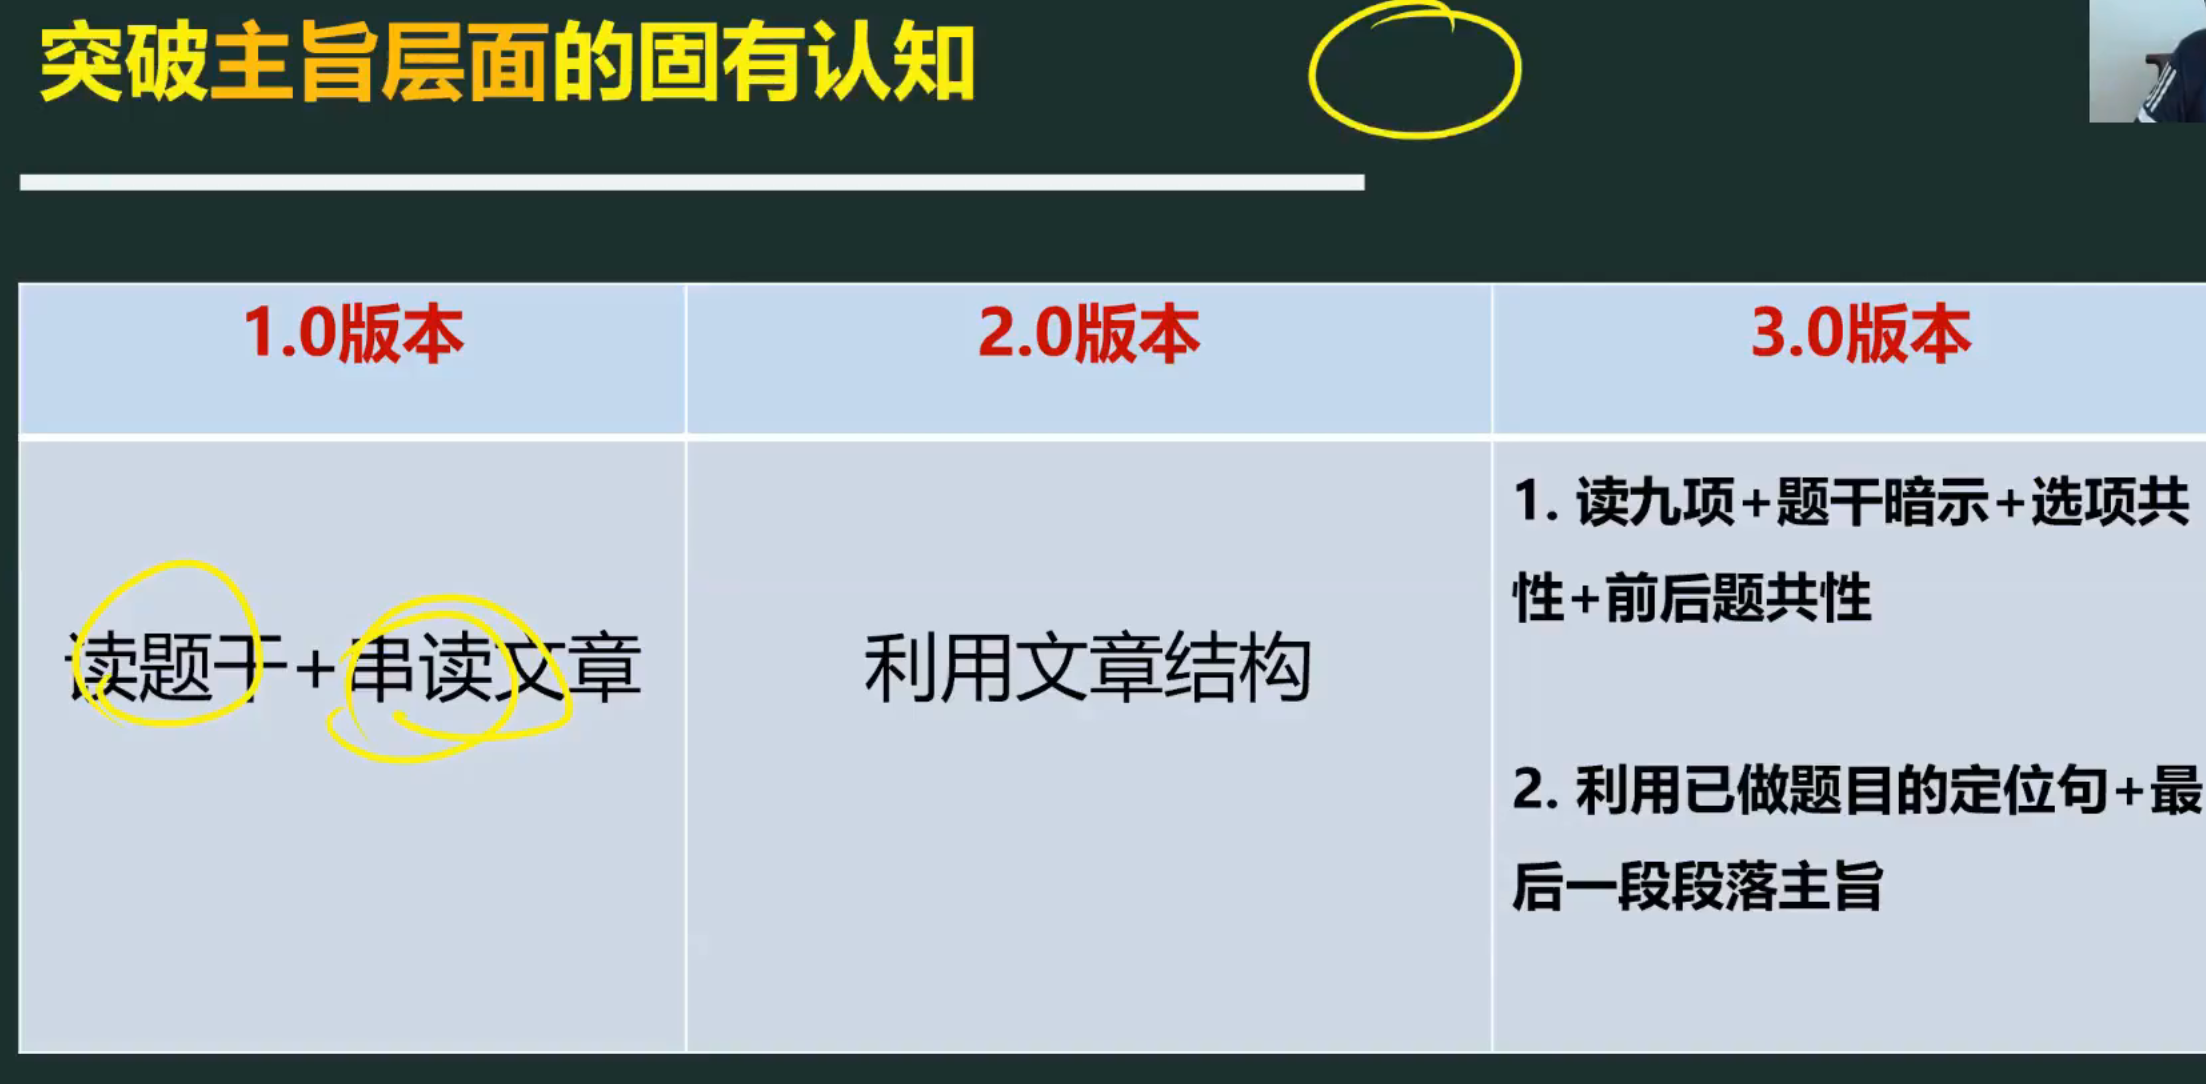 突破主旨层面的固有认知
1.0版本
2.0版本
3.0版本
读题干+串读文章
利用文章结构
1. 读九项+题干暗示+选项共
性+前后题共性
2. 利用已做题目的定位句+最
后一段段落主旨